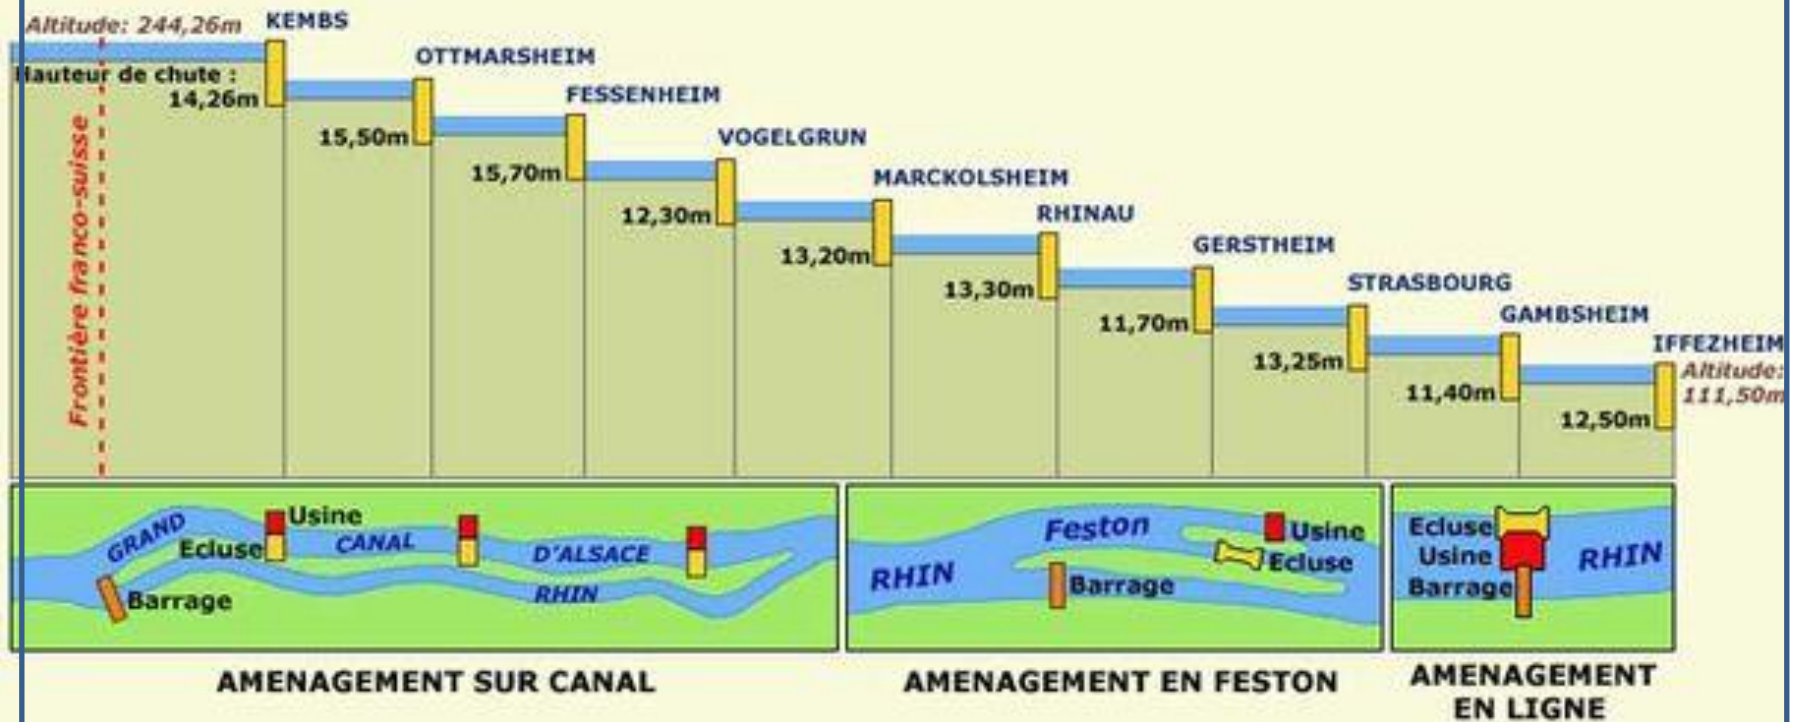 Altitude: 244,26m
KEMBS
Hauteur de chute :
14,26m
OTTMARSHEIM
15,50m
FESSENHEIM
15,70m
VOGELGRUN
12,30m
MARCKOLSHEIM
13,20m
RHINAU
13,30m
GERSTHEIM
11,70m
STRASBOURG
13,25m
GAMBSHEIM
11,40m
IFFEZHEIM
Altitude:
111,50m
12,50m
Frontière franco-suisse
GRAND
CANAL
D'ALSACE
Usine
Ecluse
RHIN
Barrage
RHIN
Feston
Usine
Ecluse
Barrage
Ecluse
Usine
RHIN
Barrage
AMENAGEMENT SUR CANAL
AMENAGEMENT EN FESTON
AMENAGEMENT
EN LIGNE